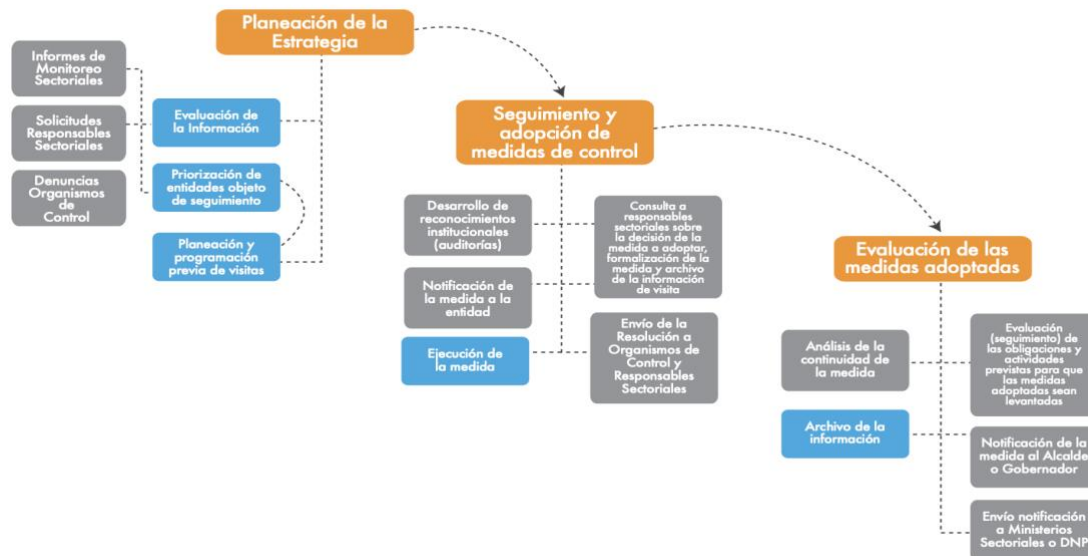 Planeación de la
Estrategia
Informes de
Monitoreo
Sectoriales
Solicitudes
Responsables
Sectoriales
Denuncias
Organismos
de
Control
Evaluación de
la Información
Priorización de
entidades objeto
de seguimiento
Planeación y
programación
previa de visitas
Seguimiento y
adopción de
medidas de control
Desarrollo de
reconocimientos
institucionales
(auditorías)
Consulta a
responsables
sectoriales sobre
la decisión de la
medida a adoptar,
formalización de la
medida y archivo
de la información
de visita
Notificación de
la medida a la
entidad
Ejecución de
la medida
Envío de la
Resolución a
Organismos de
Control y
Responsables
Sectoriales
Evaluación de las
medidas adoptadas
Análisis de la
continuidad de
la medida
Evaluación
(seguimiento) de
las obligaciones y
actividades
previstas para que
las medidas
adoptadas sean
levantadas
Archivo de la
información
Notificación de la
medida al Alcalde
o Gobernador
Envío notificación
a Ministerios
Sectoriales o DNP